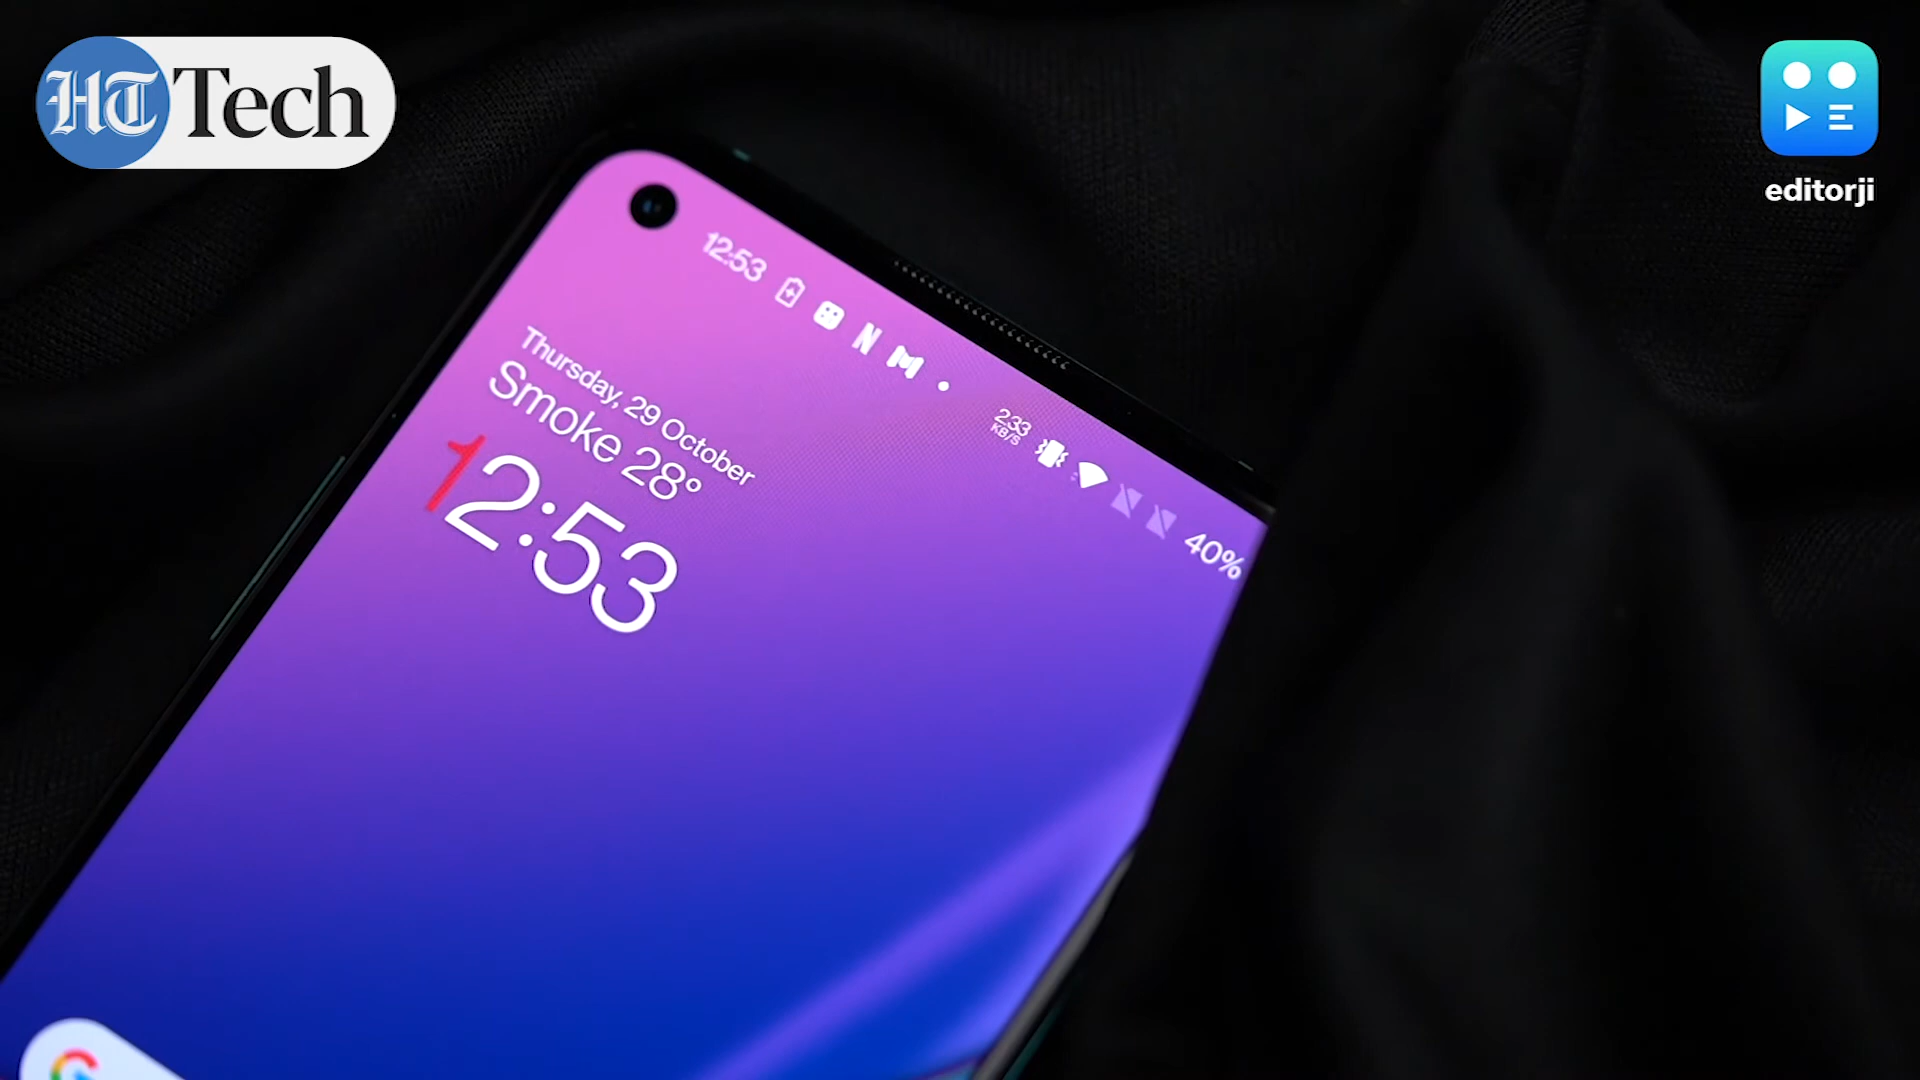 HT Tech
editorji
12:53
N
233
KB/S
40%
Thursday, 29 October
Smoke 28°
12:53
G